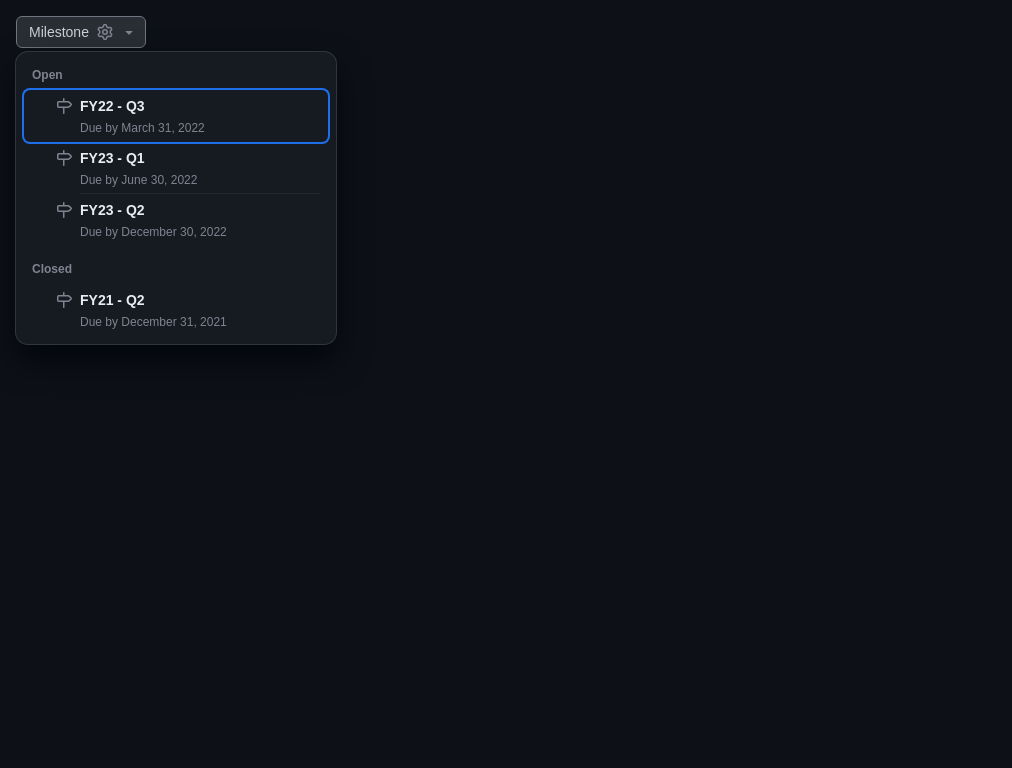 Milestone
Open
FY22 - Q3
Due by March 31, 2022
FY23 - Q1
Due by June 30, 2022
FY23 - Q2
Due by December 30, 2022
Closed
FY21 - Q2
Due by December 31, 2021